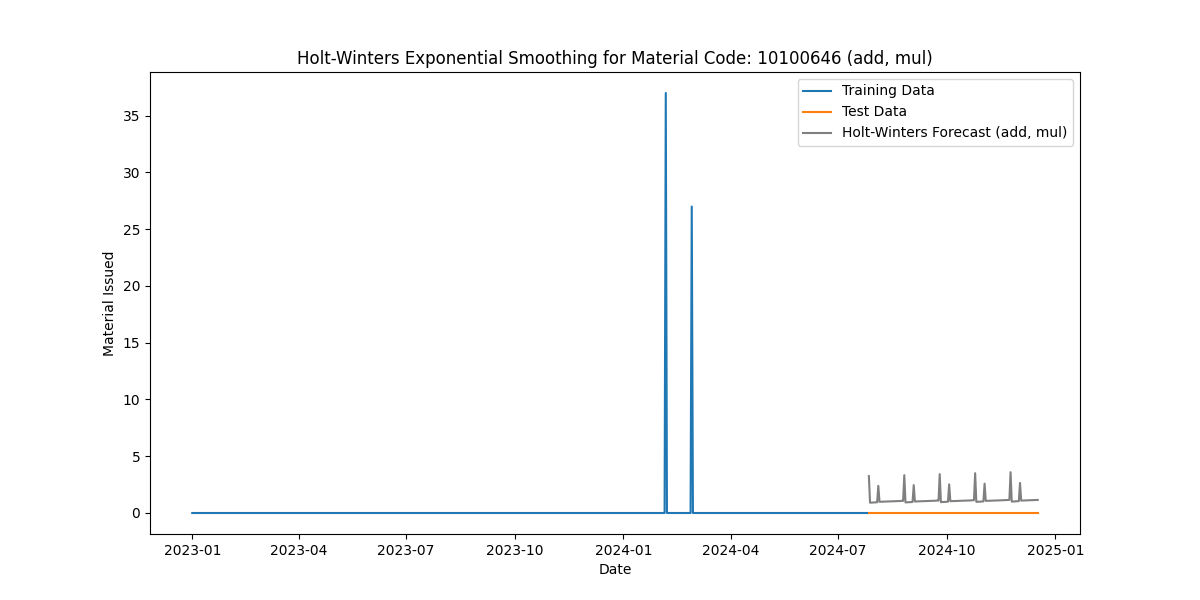 Holt-Winters Exponential Smoothing for Material Code: 10100646 (add, mul)
Training Data
Test Data
Holt-Winters Forecast (add, mul)
Material Issued
35
30
25
20
15
10
5
0
2023-01 2023-04 2023-07 2023-10 2024-01 2024-04 2024-07 2024-10 2025-01
Date